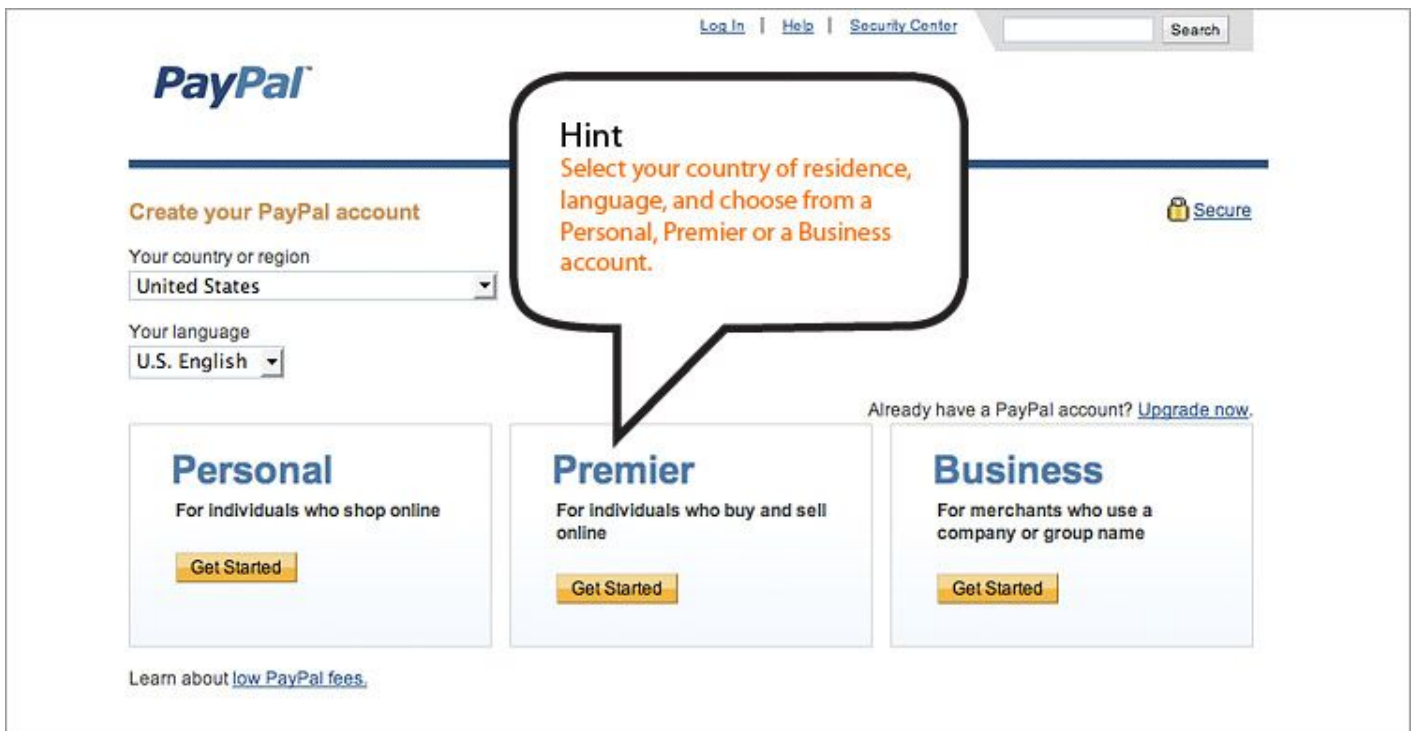 Log In | Help | Security Center Search
PayPal™
Hint
Select your country of residence,
language, and choose from a
Personal, Premier or a Business
account.
Create your PayPal account
Secure
Your country or region
United States
Your language
U.S. English
Already have a PayPal account? Upgrade now.
Personal
For individuals who shop online
Get Started
Premier
For individuals who buy and sell
online
Get Started
Business
For merchants who use a
company or group name
Get Started
Learn about low PayPal fees.